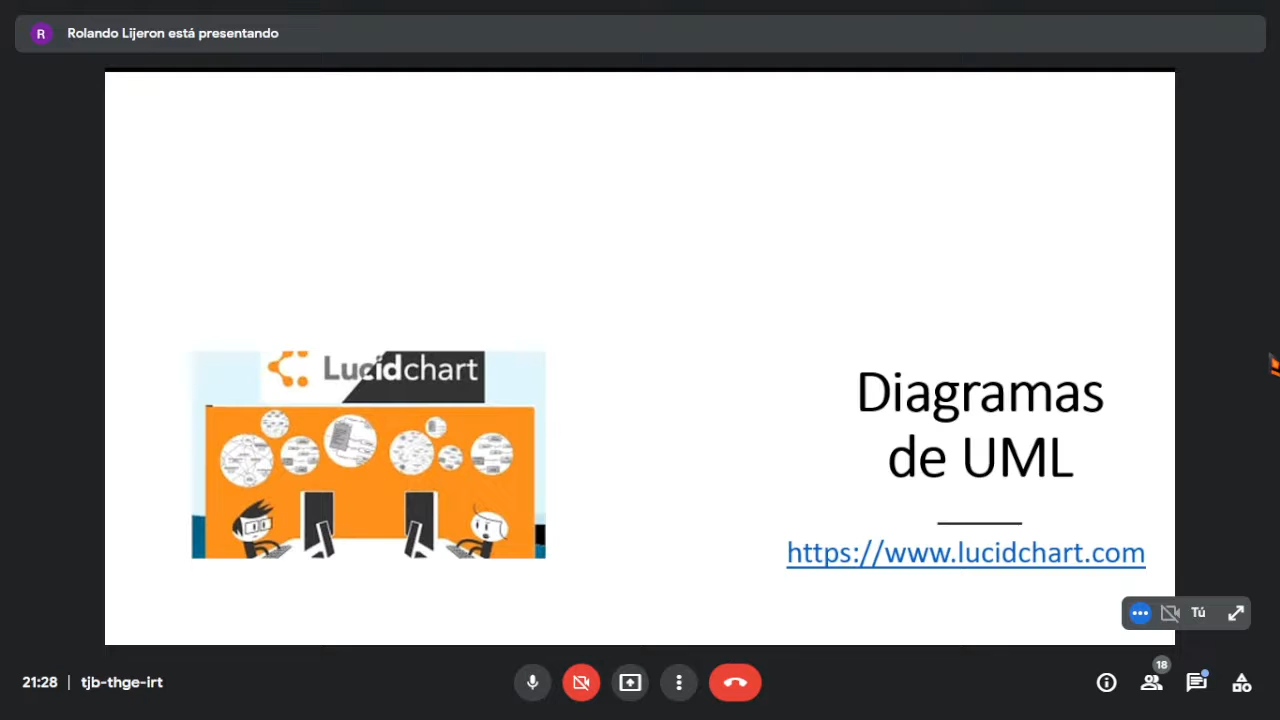 R Rolando Lijeron está presentando
Lucidchart
Diagramas
de UML
https://www.lucidchart.com
Tú
18
21:28 | tjb-thge-irt